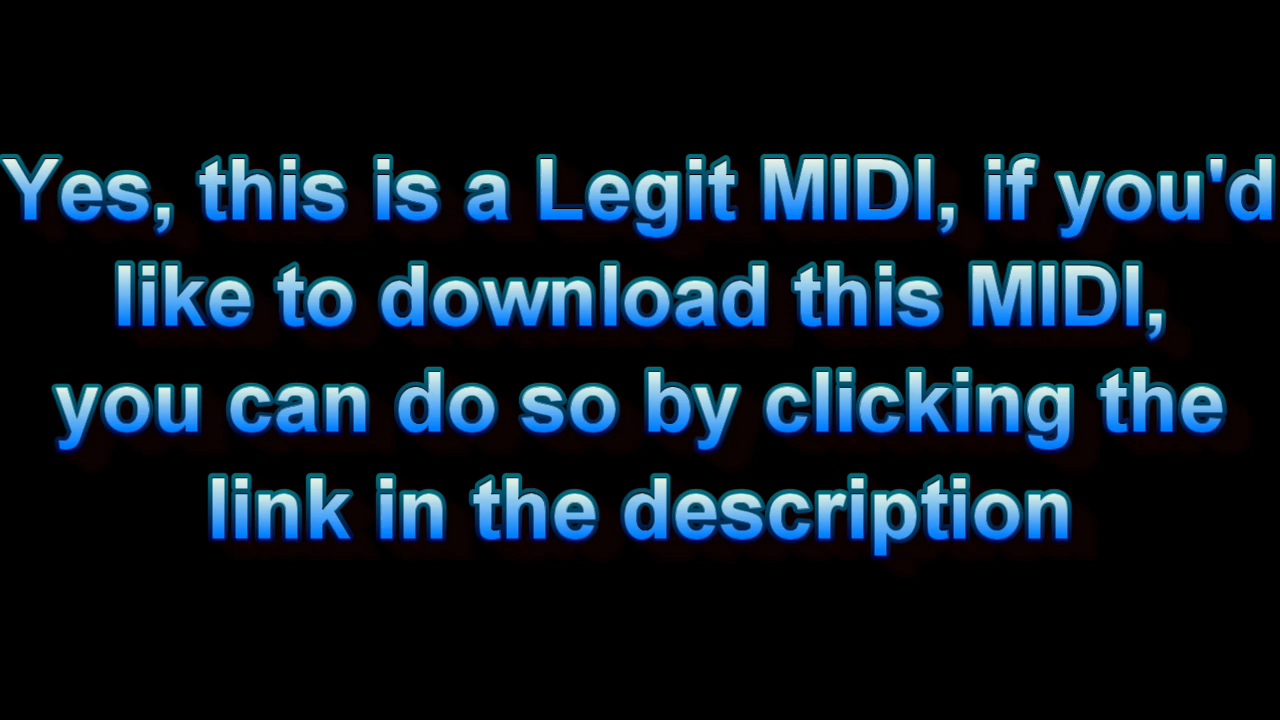 Yes, this is a Legit MIDI, if you'd
like to download this MIDI,
you can do so by clicking the
link in the description